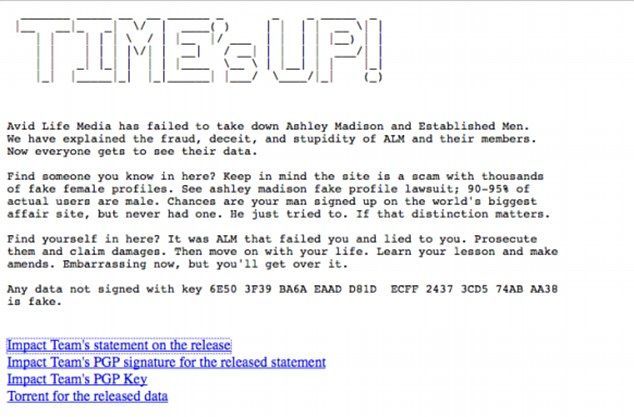 TIME's UP!
Avid Life Media has failed to take down Ashley Madison and Established Men.
We have explained the fraud, deceit, and stupidity of ALM and their members.
Now everyone gets to see their data.
Find someone you know in here? Keep in mind the site is a scam with thousands
of fake female profiles. See ashley madison fake profile lawsuit; 90-95% of
actual users are male. Chances are your man signed up on the world's biggest
affair site, but never had one. He just tried to. If that distinction matters.
Find yourself in here? It was ALM that failed you and lied to you. Prosecute
them and claim damages. Then move on with your life. Learn your lesson and make
amends. Embarrassing now, but you'll get over it.
Any data not signed with key 6E50 3F39 BA6A EAAD D81D  ECFF 2437 3CD5 74AB AA38
is fake.
Impact Team's statement on the release
Impact Team's PGP signature for the released statement
Impact Team's PGP Key
Torrent for the released data